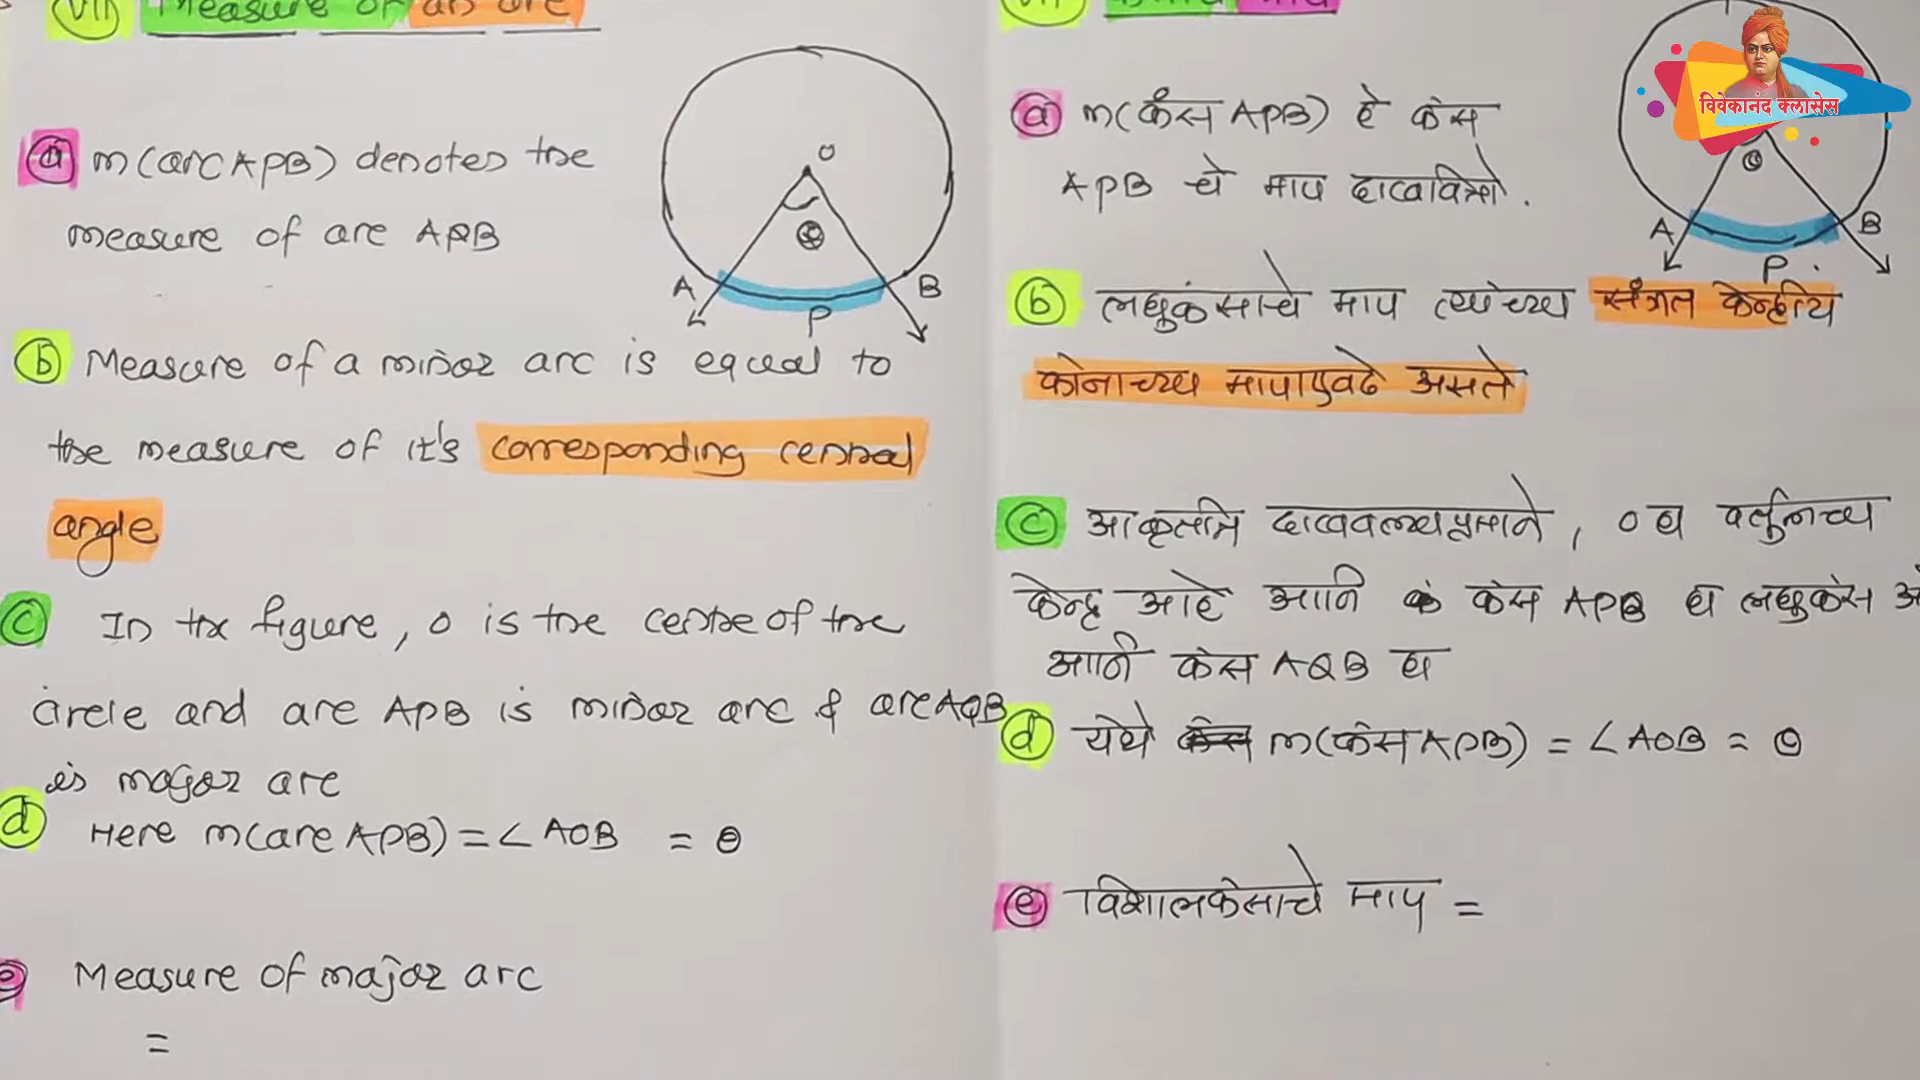 VII Measure of an arc
a m(arc APB) denotes the
measure of arc APB
O
A
B
P
b Measure of a minor arc is equal to
the measure of it's corresponding central
angle
c In the figure, O is the centre of the
circle and arc APB is minor arc & arc AQB
is major arc
d Here m(arc APB) = ∠AOB = θ
e Measure of major arc
=
a m(कंस APB) हे कंस
APB चे माप दाखवितो.
विवेकानंद क्लासेस
A
B
P
b लघुकंसाचे माप त्याच्या संगत केन्द्रीय
कोनाच्या मापाएवढे असते
c आकृतीत दाखवल्याप्रमाने, O हा वर्तुळाच्या
केन्द्र आहे आनि कंस APB हा लघुकंस
आनि कंस AQB हा
d येथे m(कंस APB) = ∠AOB = θ
e विशालकंसाचे माप =